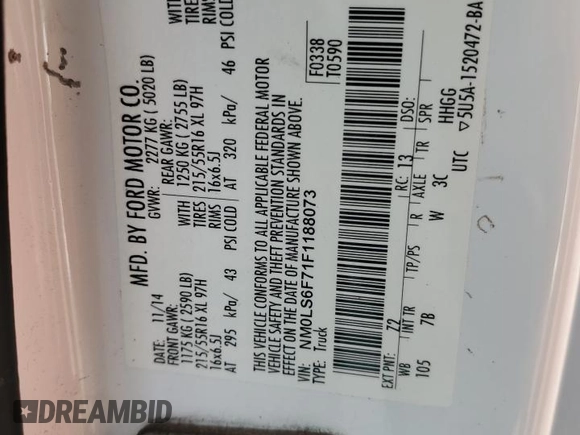 MFD. BY FORD MOTOR CO.
DATE: 11/14
GVWR: 2277 KG ( 5020 LB)
FRONT GAWR:
REAR GAWR:
1175 KG ( 2590 LB)
WITH
1250 KG ( 2755 LB)
WITH
215/55R16 XL 97H
TIRES
215/55R16 XL 97H
TIRES
16x6.5J
RIMS
16x6.5J
RIMS
AT 295 kPa/ 43 PSI COLD
AT 320 kPa/ 46 PSI COLD
THIS VEHICLE CONFORMS TO ALL APPLICABLE FEDERAL MOTOR
VEHICLE SAFETY AND THEFT PREVENTION STANDARDS IN
EFFECT ON THE DATE OF MANUFACTURE SHOWN ABOVE.
VIN: NM0LS6F71F1188073
TYPE: Truck
F0338
T0590
EXT PNT: Z2
RC: 13
DSO:
WB
INT TR
TP/PS
R
AXLE
TR
SPR
105
7B
W
3C
HHGG
UTC
▽5U5A-1520472-BA
DREAMBID